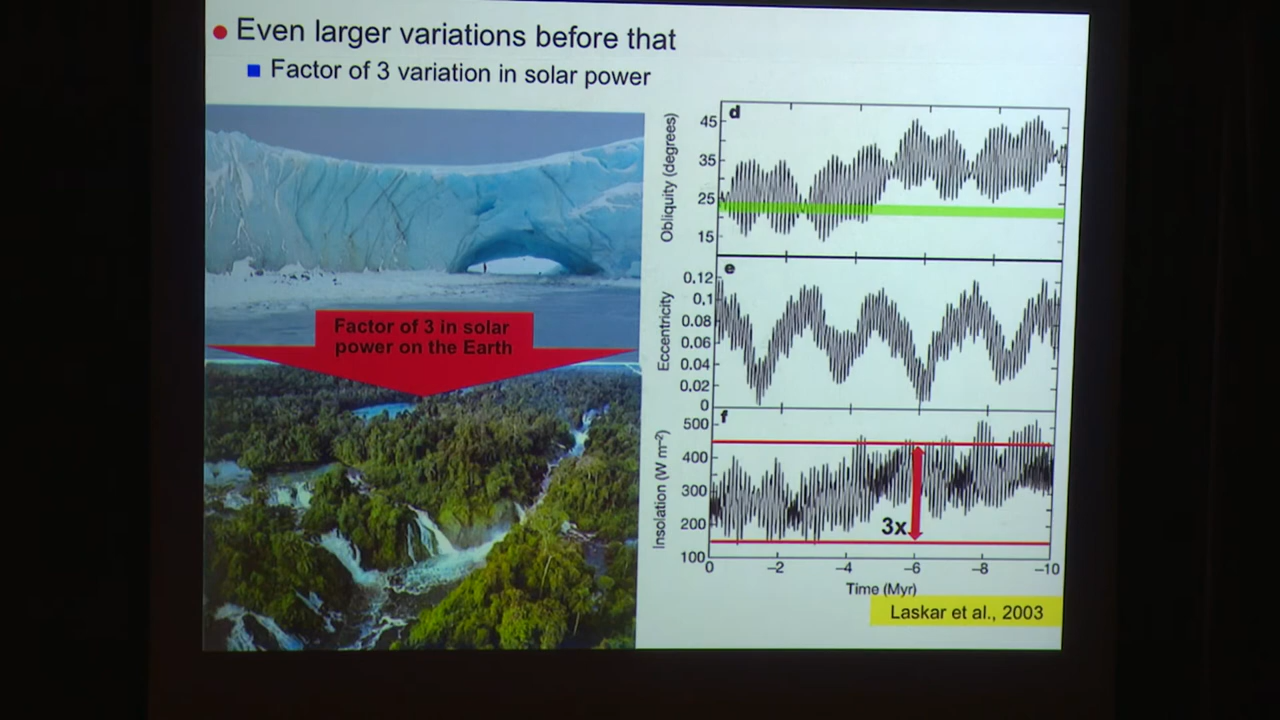 Even larger variations before that
Factor of 3 variation in solar power
Factor of 3 in solar
power on the Earth
d
45
35
25
15
Obliquity (degrees)
e
0.12
0.1
0.08
0.06
0.04
0.02
0
Eccentricity
f
500
400
300
200
100
Insolation (W m⁻²)
3x
0 −2 −4 −6 −8 −10
Time (Myr)
Laskar et al., 2003